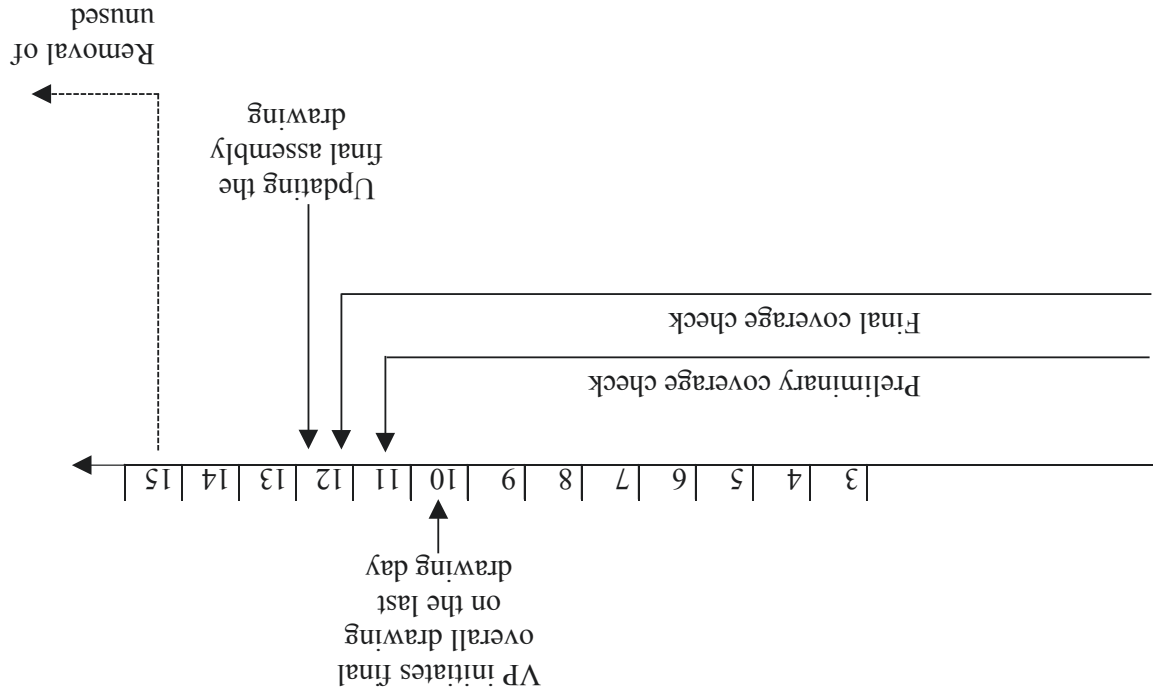 VP initiates final
overall drawing
on the last
drawing day
3 4 5 6 7 8 9 10 11 12 13 14 15
Preliminary coverage check
Final coverage check
Updating the
final assembly
drawing
Removal of
unused